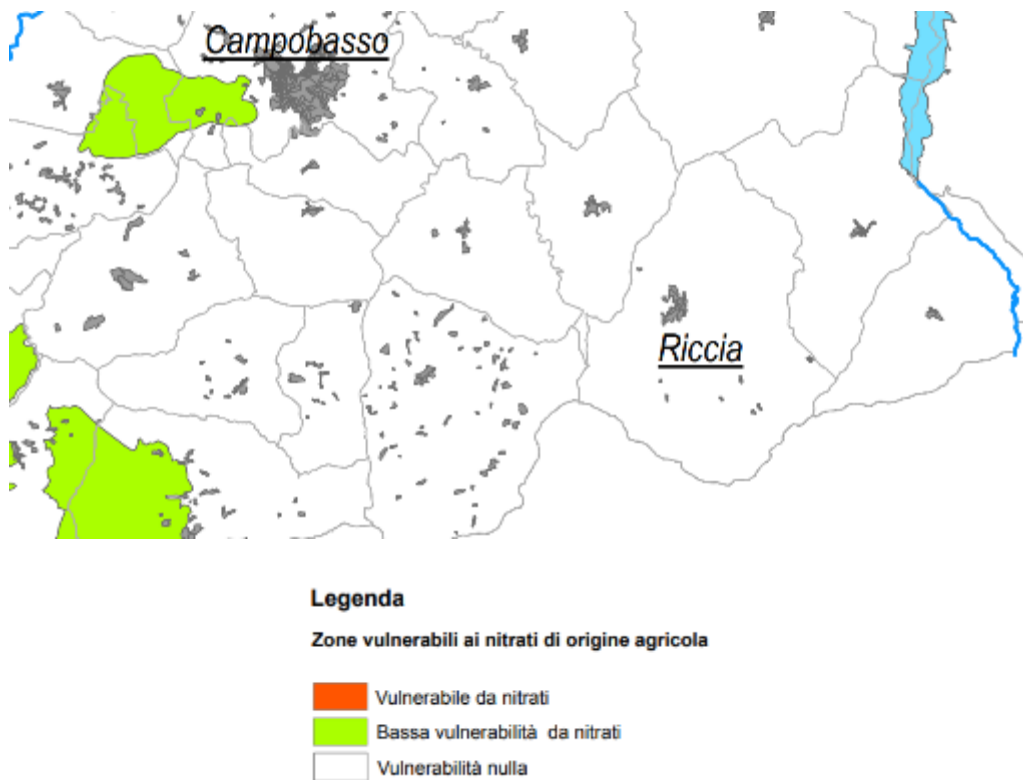 Campobasso
Riccia
Legenda
Zone vulnerabili ai nitrati di origine agricola
Vulnerabile da nitrati
Bassa vulnerabilità da nitrati
Vulnerabilità nulla